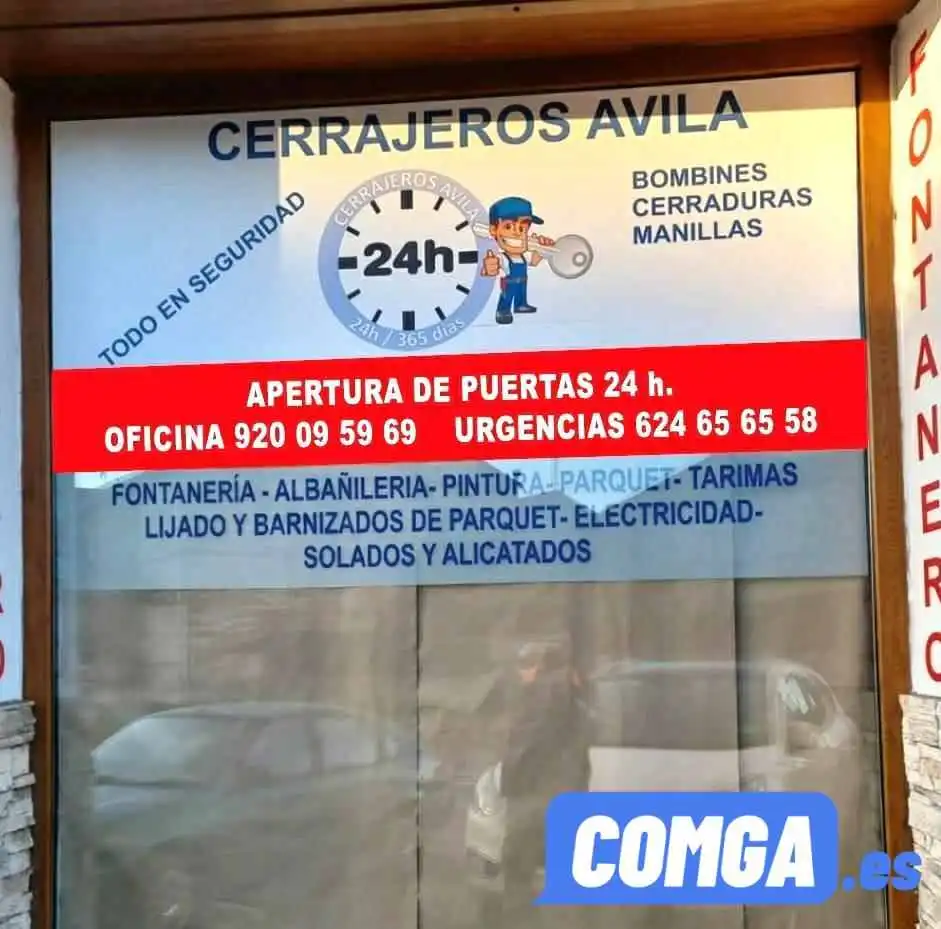 CERRAJEROS AVILA
TODO EN SEGURIDAD
CERRAJEROS AVILA
24h
24h / 365 días
BOMBINES
CERRADURAS
MANILLAS
APERTURA DE PUERTAS 24 h.
OFICINA 920 09 59 69 URGENCIAS 624 65 65 58
FONTANERÍA - ALBAÑILERIA- PINTURA- PARQUET- TARIMAS
LIJADO Y BARNIZADOS DE PARQUET- ELECTRICIDAD-
SOLADOS Y ALICATADOS
FONTANERO
COMGA.es